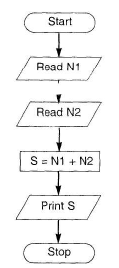 Start
Read N1
Read N2
S = N1 + N2
Print S
Stop